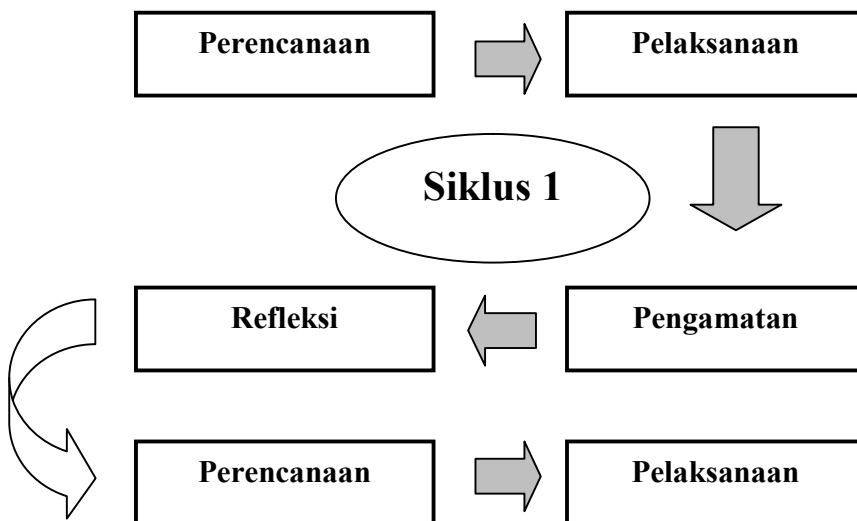 Perencanaan
Pelaksanaan
Siklus 1
Refleksi
Pengamatan
Perencanaan
Pelaksanaan